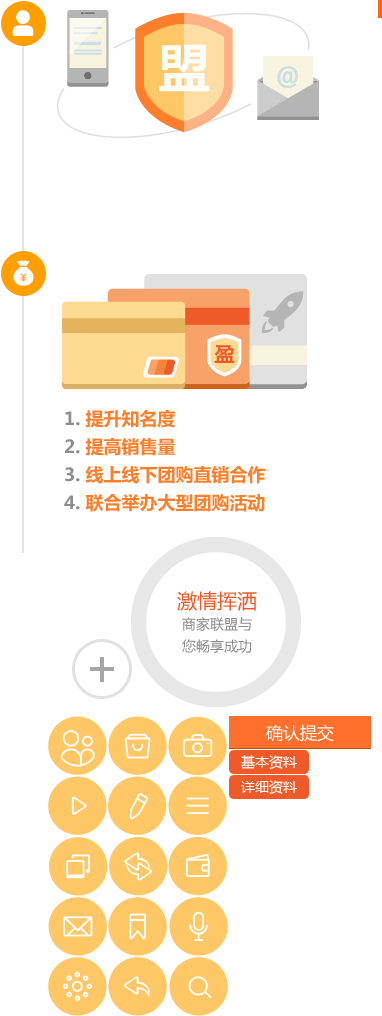 盟
@
¥
盈
1. 提升知名度
2. 提高销售量
3. 线上线下团购直销合作
4. 联合举办大型团购活动
激情挥洒
商家联盟与
您畅享成功
确认提交
基本资料
详细资料